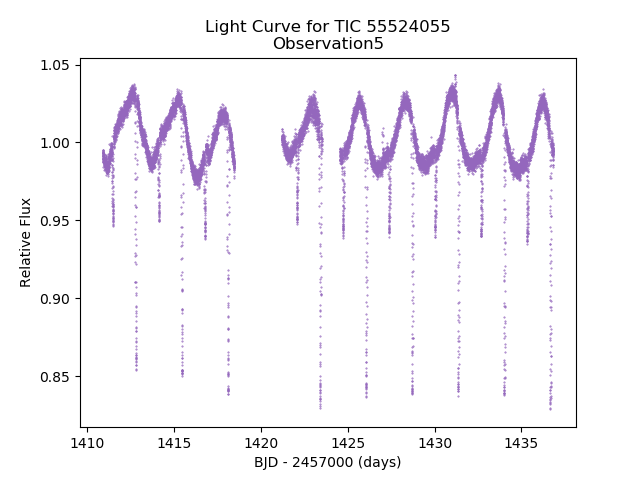 Light Curve for TIC 55524055
Observation5
1.05
1.00
0.95
0.90
0.85
Relative Flux
1410 1415 1420 1425 1430 1435
BJD - 2457000 (days)